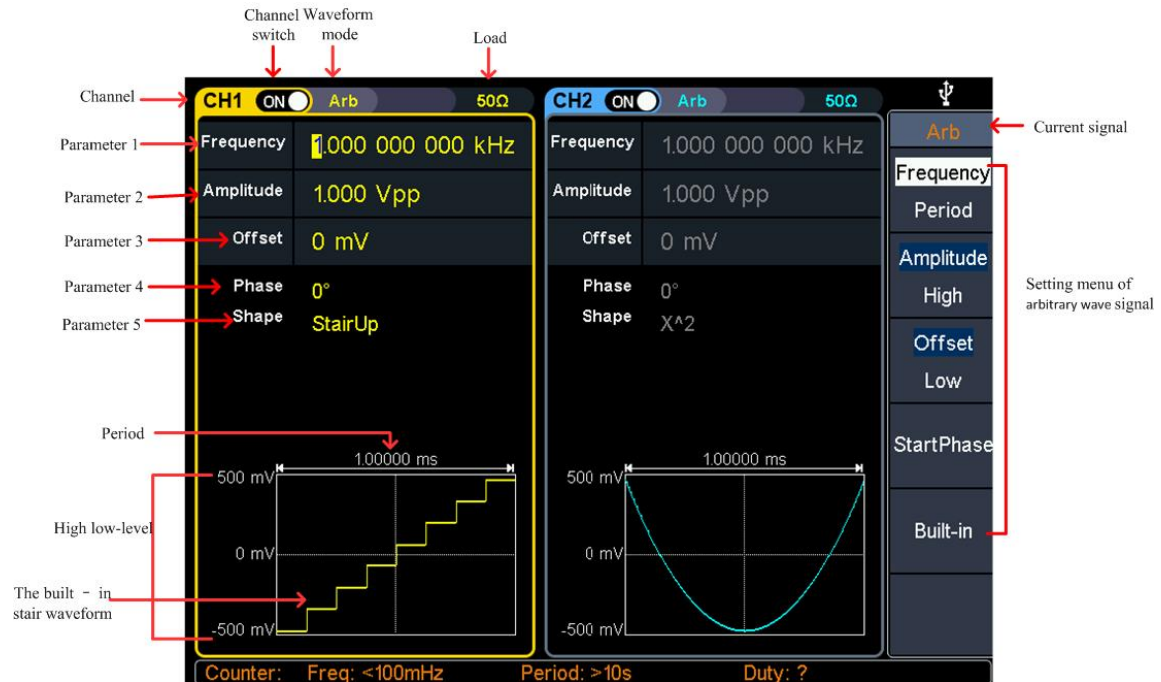 Channel Waveform
switch mode
Load
Channel
CH1 ON Arb 50Ω
CH2 ON Arb 50Ω
Arb
Current signal
Parameter 1
Frequency 1.000 000 000 kHz
Frequency 1.000 000 000 kHz
Frequency
Period
Parameter 2
Amplitude 1.000 Vpp
Amplitude 1.000 Vpp
Parameter 3
Offset 0 mV
Offset 0 mV
Amplitude
High
Parameter 4
Phase 0°
Phase 0°
Setting menu of
arbitrary wave signal
Parameter 5
Shape StairUp
Shape X^2
Offset
Low
Period
1.00000 ms
1.00000 ms
StartPhase
500 mV
500 mV
High low-level
Built-in
0 mV
0 mV
The built - in
stair waveform
-500 mV
-500 mV
Counter: Freq: <100mHz Period: >10s Duty: ?